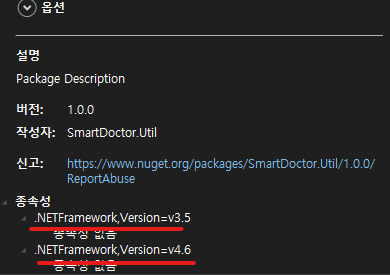 옵션
설명
Package Description
버전: 1.0.0
작성자: SmartDoctor.Util
신고: https://www.nuget.org/packages/SmartDoctor.Util/1.0.0/
ReportAbuse
종속성
.NETFramework,Version=v3.5
종속성 없음
.NETFramework,Version=v4.6
종속성 없음